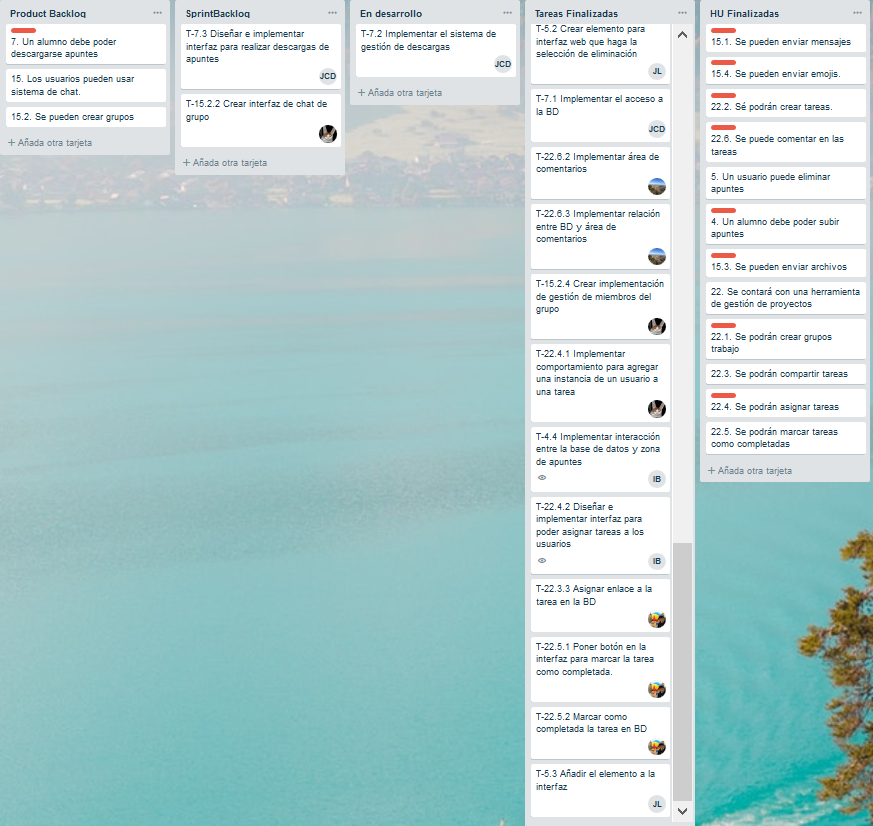 Product Backlog
7. Un alumno debe poder
descargarse apuntes
15. Los usuarios pueden usar
sistema de chat.
15.2. Se pueden crear grupos
+ Añada otra tarjeta
SprintBacklog
T-7.3 Diseñar e implementar
interfaz para realizar descargas de
apuntes
JCD
T-15.2.2 Crear interfaz de chat de
grupo
+ Añada otra tarjeta
En desarrollo
T-7.2 Implementar el sistema de
gestión de descargas
JCD
+ Añada otra tarjeta
Tareas Finalizadas
T-5.2 Crear elemento para
interfaz web que haga la
selección de eliminación
JL
T-7.1 Implementar el acceso a
la BD
JCD
T-22.6.2 Implementar área de
comentarios
T-22.6.3 Implementar relación
entre BD y área de
comentarios
T-15.2.4 Crear implementación
de gestión de miembros del
grupo
T-22.4.1 Implementar
comportamiento para agregar
una instancia de un usuario a
una tarea
T-4.4 Implementar interacción
entre la base de datos y zona
de apuntes
IB
T-22.4.2 Diseñar e
implementar interfaz para
poder asignar tareas a los
usuarios
IB
T-22.3.3 Asignar enlace a la
tarea en la BD
T-22.5.1 Poner botón en la
interfaz para marcar la tarea
como completada.
T-22.5.2 Marcar como
completada la tarea en BD
T-5.3 Añadir el elemento a la
interfaz
JL
HU Finalizadas
15.1. Se pueden enviar mensajes
15.4. Se pueden enviar emojis.
22.2. Sé podrán crear tareas.
22.6. Se puede comentar en las
tareas
5. Un usuario puede eliminar
apuntes
4. Un alumno debe poder subir
apuntes
15.3. Se pueden enviar archivos
22. Se contará con una herramienta
de gestión de proyectos
22.1. Se podrán crear grupos
trabajo
22.3. Se podrán compartir tareas
22.4. Se podrán asignar tareas
22.5. Se podrán marcar tareas
como completadas
+ Añada otra tarjeta